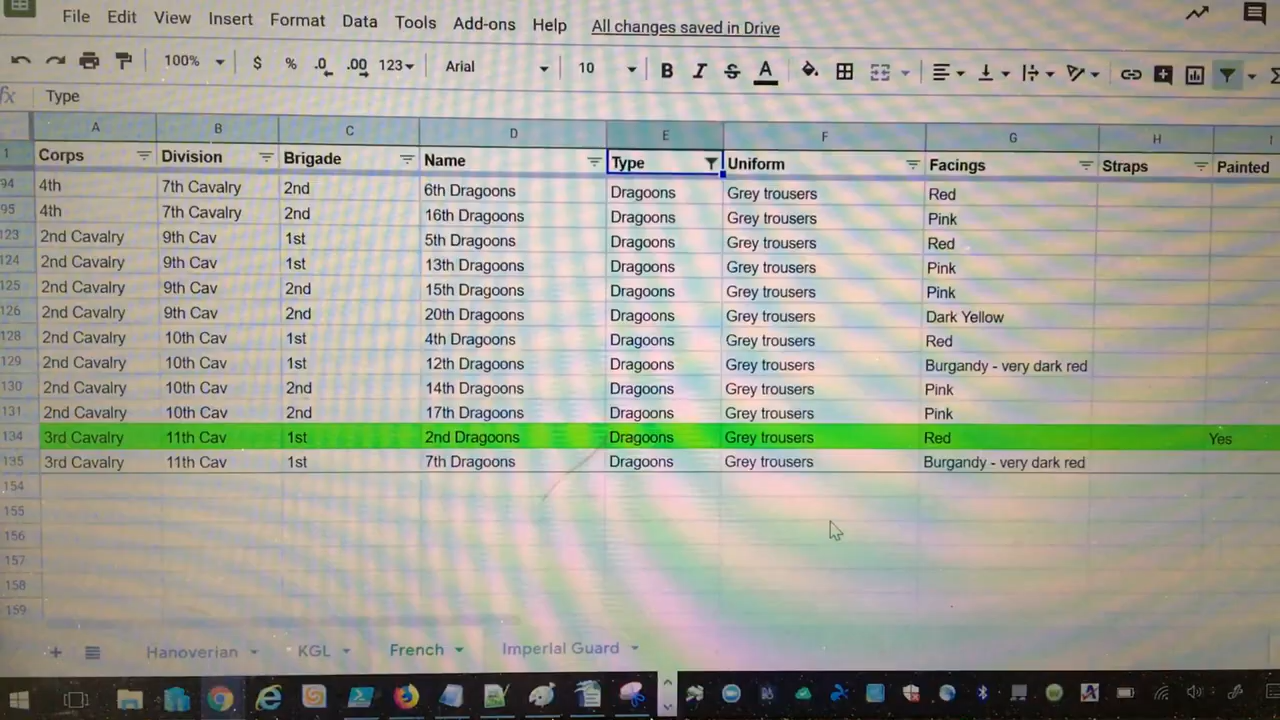 File Edit View Insert Format Data Tools Add-ons Help All changes saved in Drive
100% $ % .0 .00 123 Arial 10 B I S A
fx Type
A B C D E F G H I
1 Corps Division Brigade Name Type Uniform Facings Straps Painted
94 4th 7th Cavalry 2nd 6th Dragoons Dragoons Grey trousers Red
95 4th 7th Cavalry 2nd 16th Dragoons Dragoons Grey trousers Pink
123 2nd Cavalry 9th Cav 1st 5th Dragoons Dragoons Grey trousers Red
124 2nd Cavalry 9th Cav 1st 13th Dragoons Dragoons Grey trousers Pink
125 2nd Cavalry 9th Cav 2nd 15th Dragoons Dragoons Grey trousers Pink
126 2nd Cavalry 9th Cav 2nd 20th Dragoons Dragoons Grey trousers Dark Yellow
128 2nd Cavalry 10th Cav 1st 4th Dragoons Dragoons Grey trousers Red
129 2nd Cavalry 10th Cav 1st 12th Dragoons Dragoons Grey trousers Burgandy - very dark red
130 2nd Cavalry 10th Cav 2nd 14th Dragoons Dragoons Grey trousers Pink
131 2nd Cavalry 10th Cav 2nd 17th Dragoons Dragoons Grey trousers Pink
134 3rd Cavalry 11th Cav 1st 2nd Dragoons Dragoons Grey trousers Red Yes
135 3rd Cavalry 11th Cav 1st 7th Dragoons Dragoons Grey trousers Burgandy - very dark red
154
155
156
157
158
159
+ Hanoverian KGL French Imperial Guard